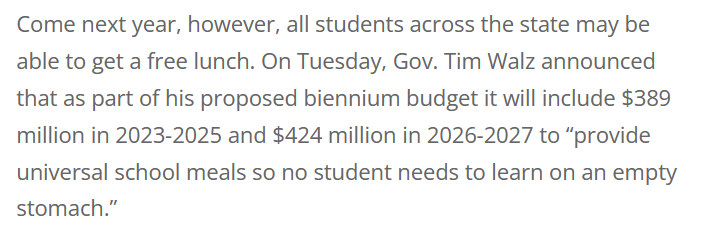 Come next year, however, all students across the state may be
able to get a free lunch. On Tuesday, Gov. Tim Walz announced
that as part of his proposed biennium budget it will include $389
million in 2023-2025 and $424 million in 2026-2027 to “provide
universal school meals so no student needs to learn on an empty
stomach.”